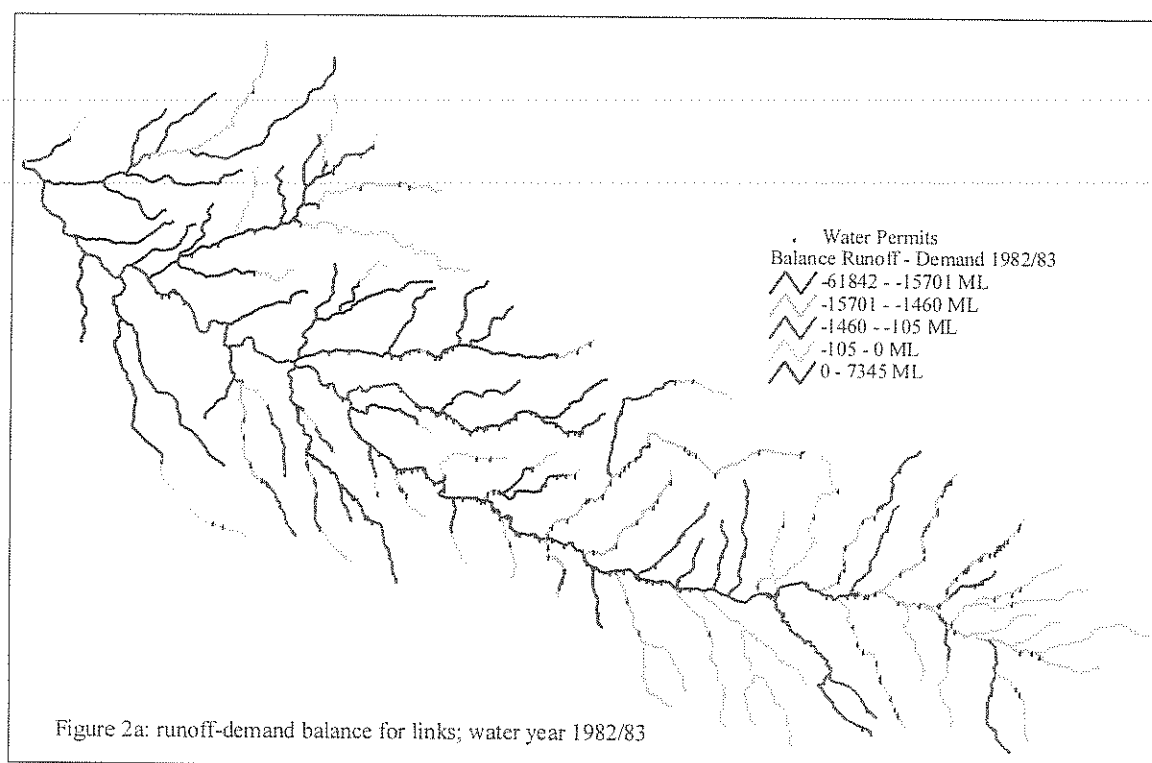 Water Permits
Balance Runoff - Demand 1982/83
-61842 - -15701 ML
-15701 - -1460 ML
-1460 - -105 ML
-105 - 0 ML
0 - 7345 ML
Figure 2a: runoff-demand balance for links; water year 1982/83